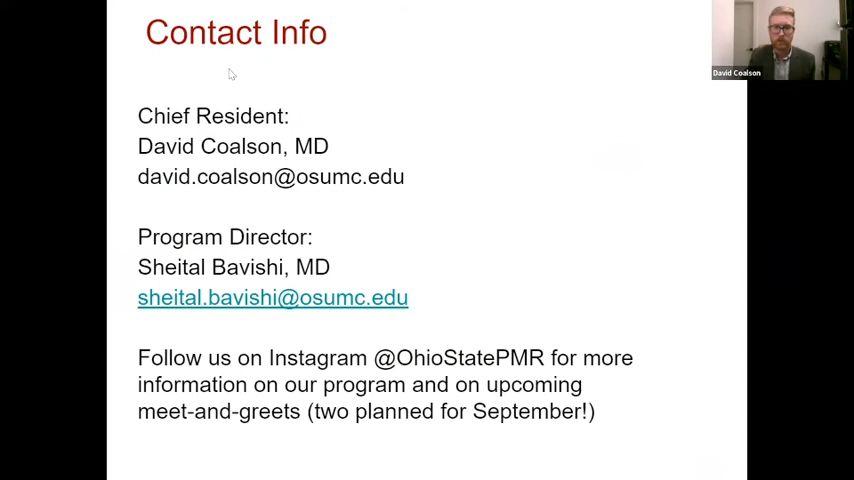 Contact Info
David Coalson
Chief Resident:
David Coalson, MD
david.coalson@osumc.edu
Program Director:
Sheital Bavishi, MD
sheital.bavishi@osumc.edu
Follow us on Instagram @OhioStatePMR for more
information on our program and on upcoming
meet-and-greets (two planned for September!)